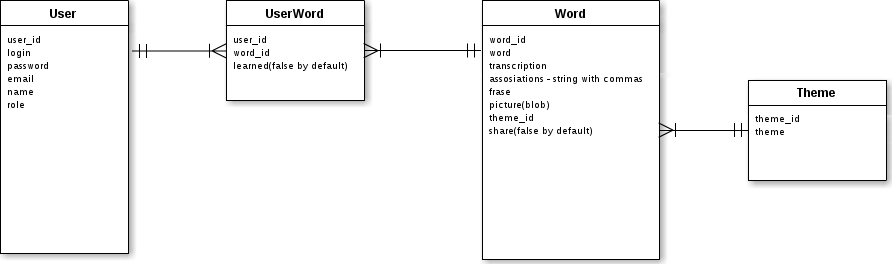 User
user_id
login
password
email
name
role
UserWord
user_id
word_id
learned(false by default)
Word
word_id
word
transcription
assosiations - string with commas
frase
picture(blob)
theme_id
share(false by default)
Theme
theme_id
theme